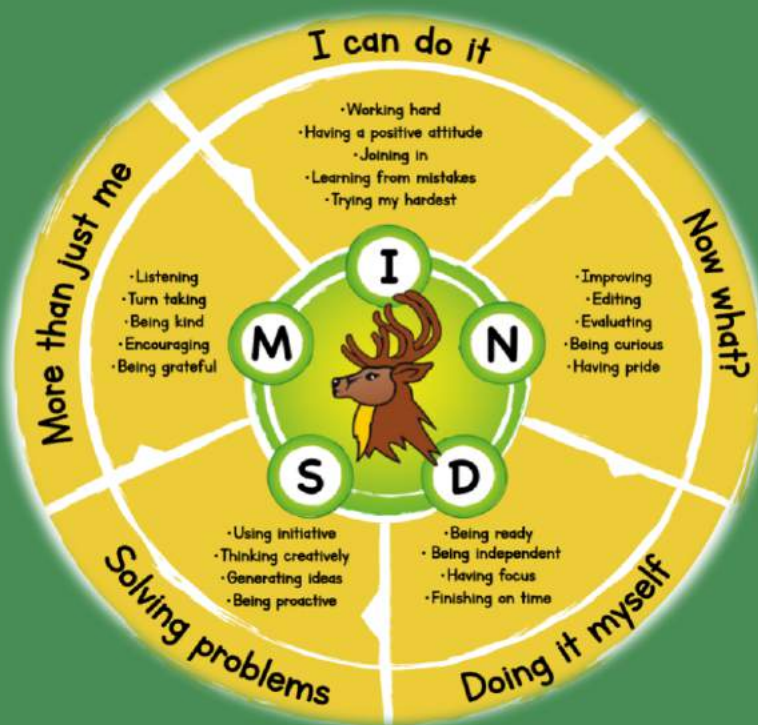 I can do it
·Working hard
·Having a positive attitude
·Joining in
·Learning from mistakes
·Trying my hardest
More than just me
·Listening
·Turn taking
·Being kind
·Encouraging
·Being grateful
Now what?
·Improving
·Editing
·Evaluating
·Being curious
·Having pride
M
I
N
D
S
·Using initiative
·Thinking creatively
·Generating ideas
·Being proactive
Solving problems
·Being ready
· Being independent
·Having focus
·Finishing on time
Doing it myself